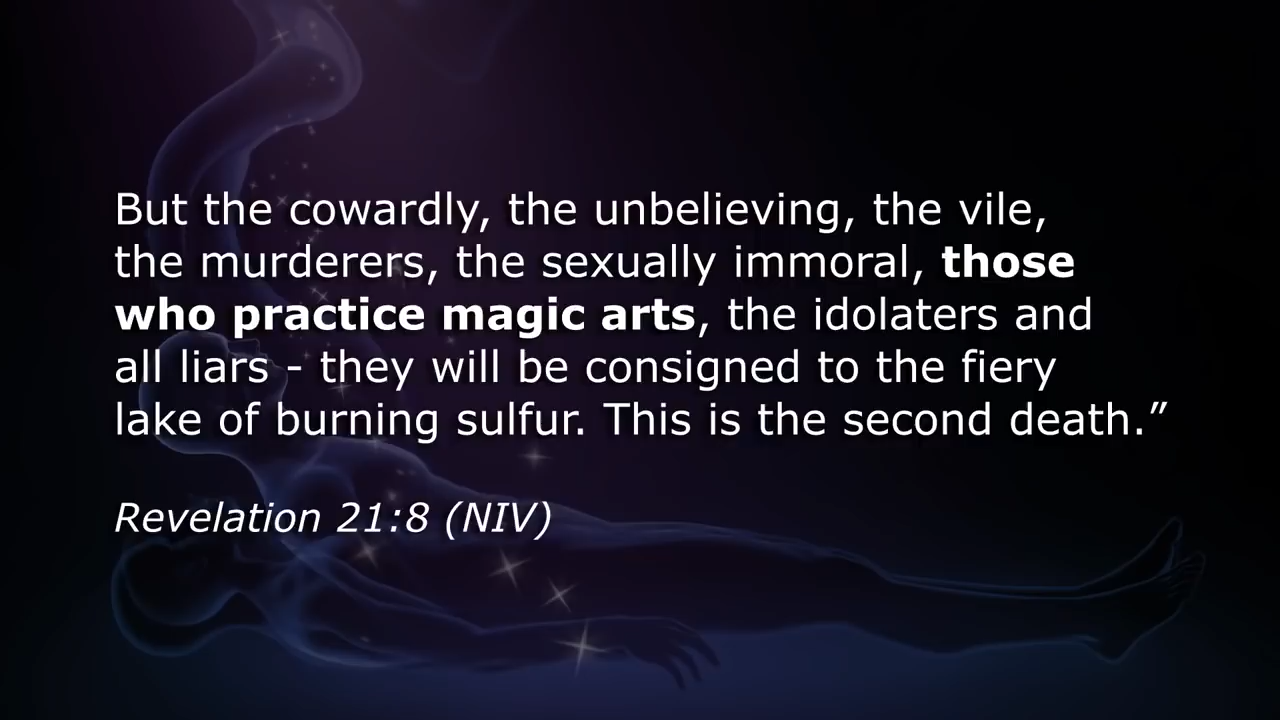 But the cowardly, the unbelieving, the vile,
the murderers, the sexually immoral, those
who practice magic arts, the idolaters and
all liars - they will be consigned to the fiery
lake of burning sulfur. This is the second death.”
Revelation 21:8 (NIV)